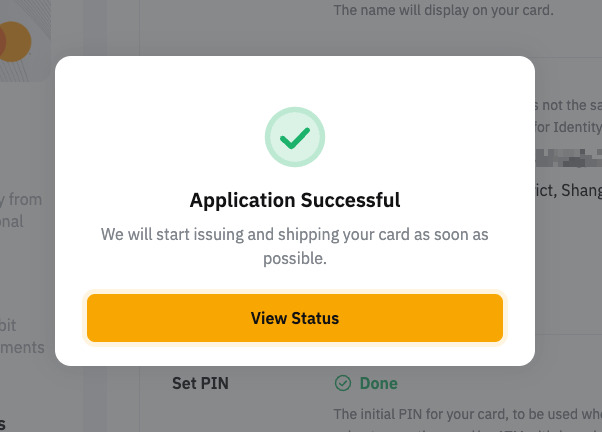 The name will display on your card.
s not the sa
for Identity
ict, Shang
y from
onal
Application Successful
We will start issuing and shipping your card as soon as
possible.
View Status
bit
ments
Set PIN
Done
The initial PIN for your card, to be used whe
s